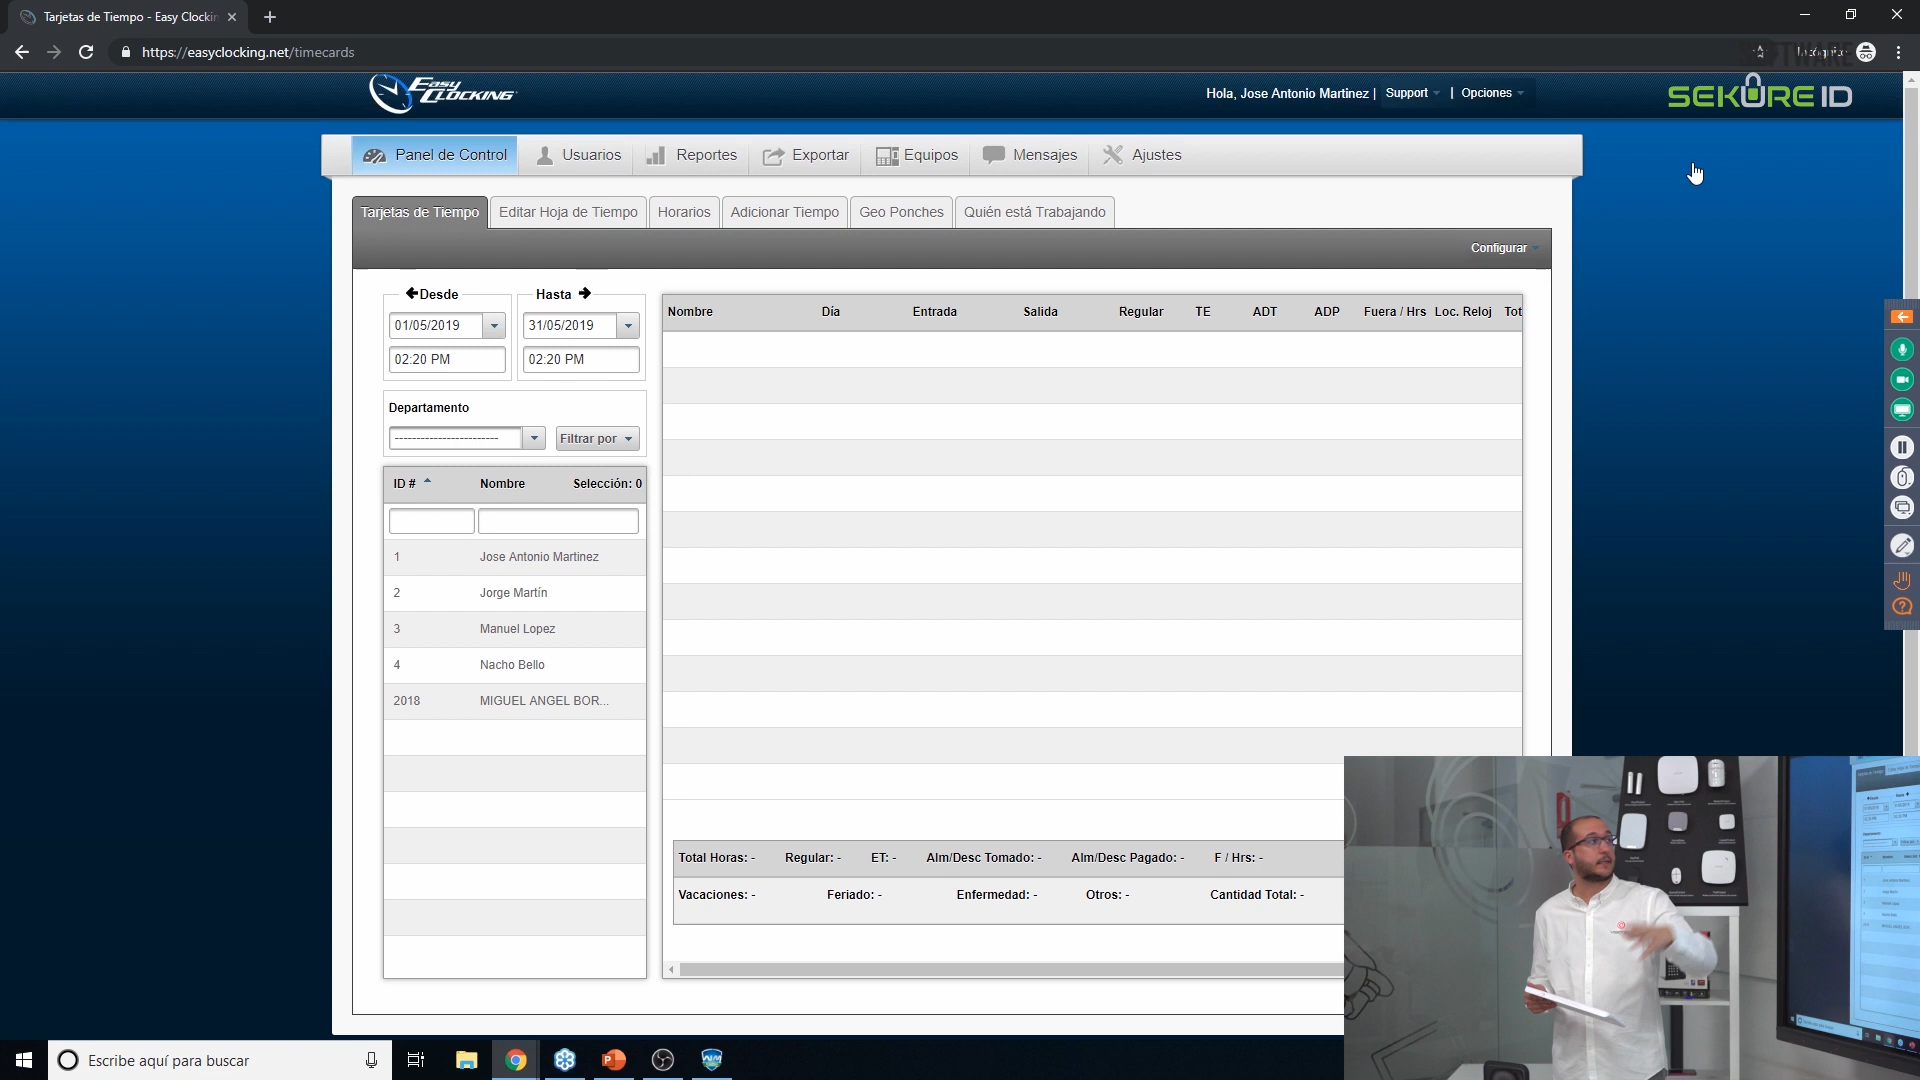 Tarjetas de Tiempo - Easy Clockin
https://easyclocking.net/timecards
SOFTWARE
EASY CLOCKING
Hola, Jose Antonio Martinez | Support | Opciones
SEKUREID
Panel de Control Usuarios Reportes Exportar Equipos Mensajes Ajustes
Tarjetas de Tiempo Editar Hoja de Tiempo Horarios Adicionar Tiempo Geo Ponches Quién está Trabajando
Configurar
Desde Hasta
01/05/2019 31/05/2019
02:20 PM 02:20 PM
Departamento
------------------------ Filtrar por
ID # Nombre Selección: 0
1 Jose Antonio Martinez
2 Jorge Martín
3 Manuel Lopez
4 Nacho Bello
2018 MIGUEL ANGEL BOR...
Nombre Día Entrada Salida Regular TE ADT ADP Fuera / Hrs Loc. Reloj Tot
Total Horas: - Regular: - ET: - Alm/Desc Tomado: - Alm/Desc Pagado: - F / Hrs: -
Vacaciones: - Feriado: - Enfermedad: - Otros: - Cantidad Total: -
Escribe aquí para buscar